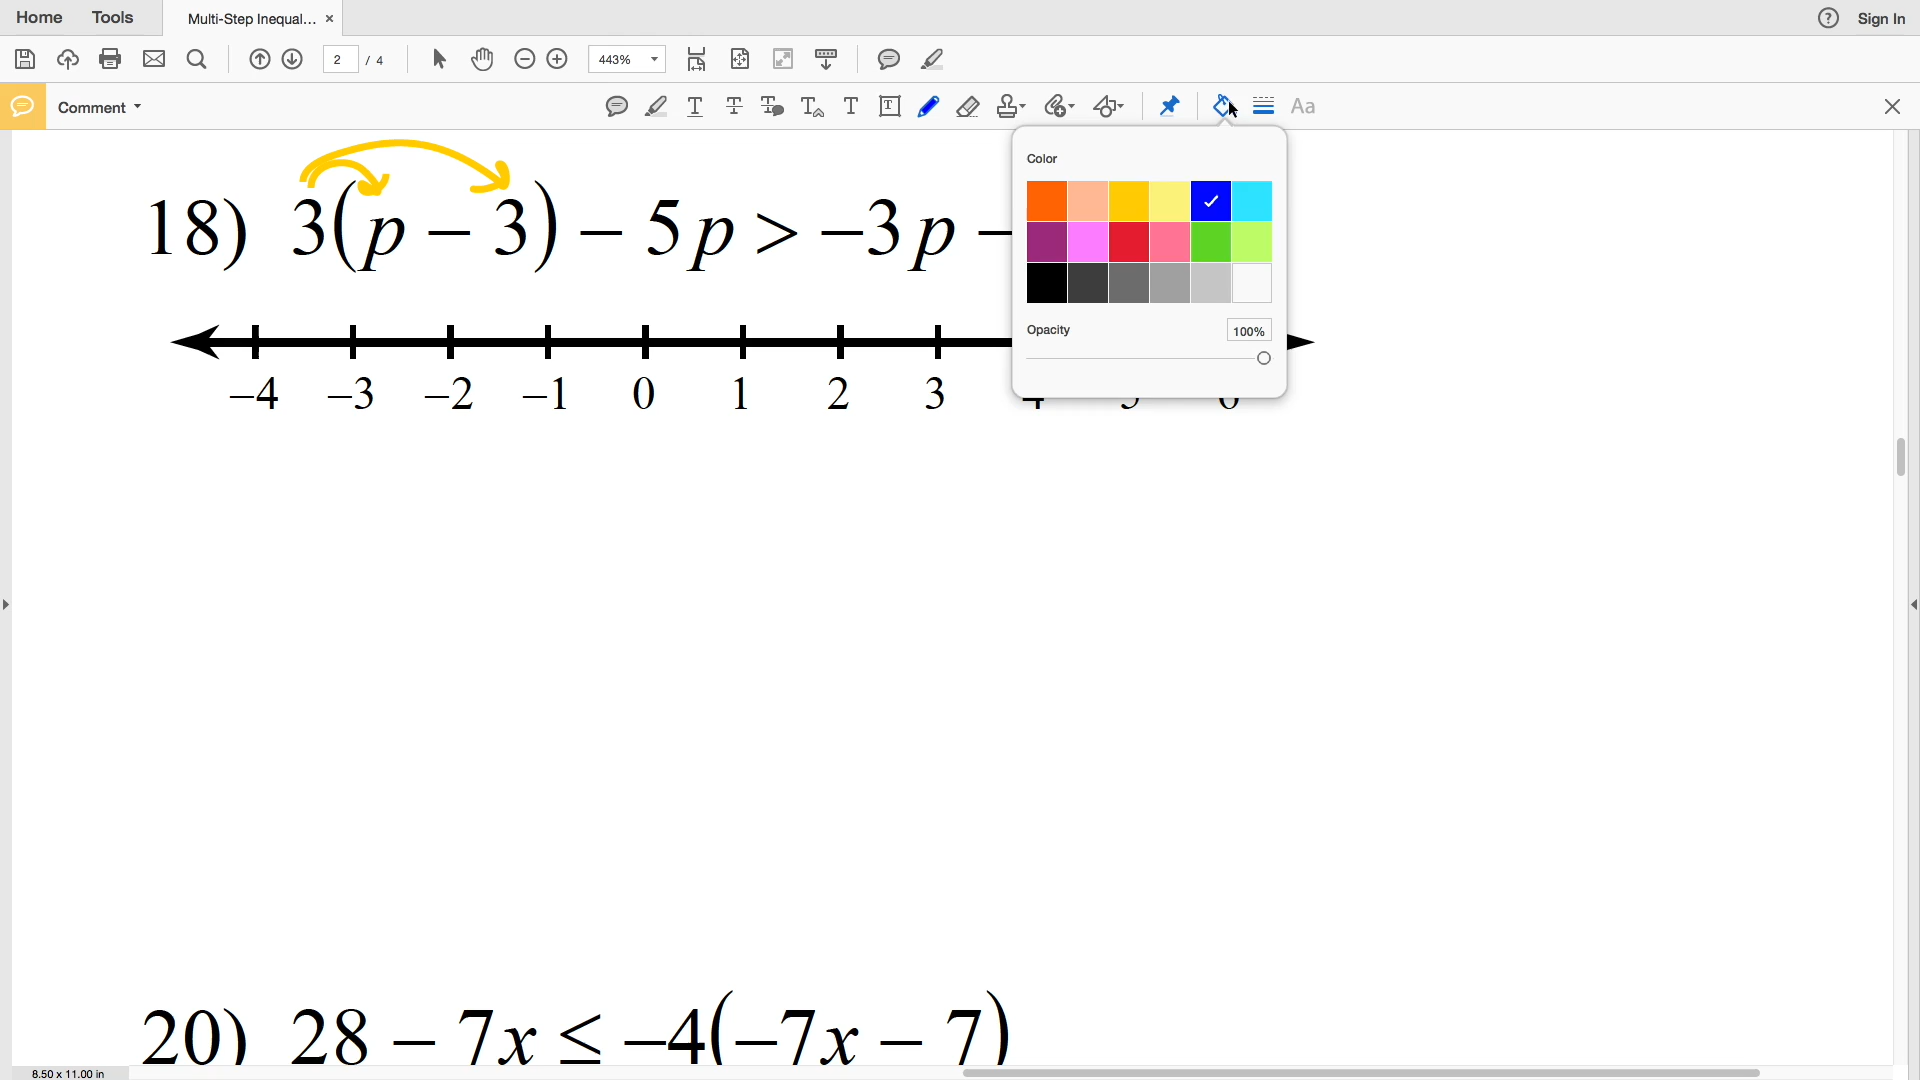 Home Tools Multi-Step Inequal... × ? Sign In
2 / 4 443%
Comment T T T T T T Aa
Color
18) 3(p − 3) − 5p > −3p −
Opacity 100%
−4 −3 −2 −1 0 1 2 3
20) 28 − 7x ≤ −4(−7x − 7)
8.50 x 11.00 in